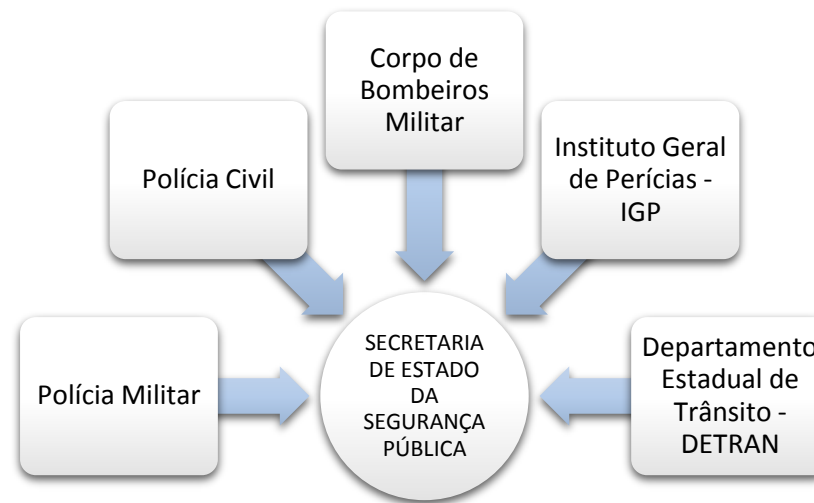 Corpo de
Bombeiros
Militar
Polícia Civil
Instituto Geral
de Perícias -
IGP
Polícia Militar
SECRETARIA
DE ESTADO
DA
SEGURANÇA
PÚBLICA
Departamento
Estadual de
Trânsito -
DETRAN